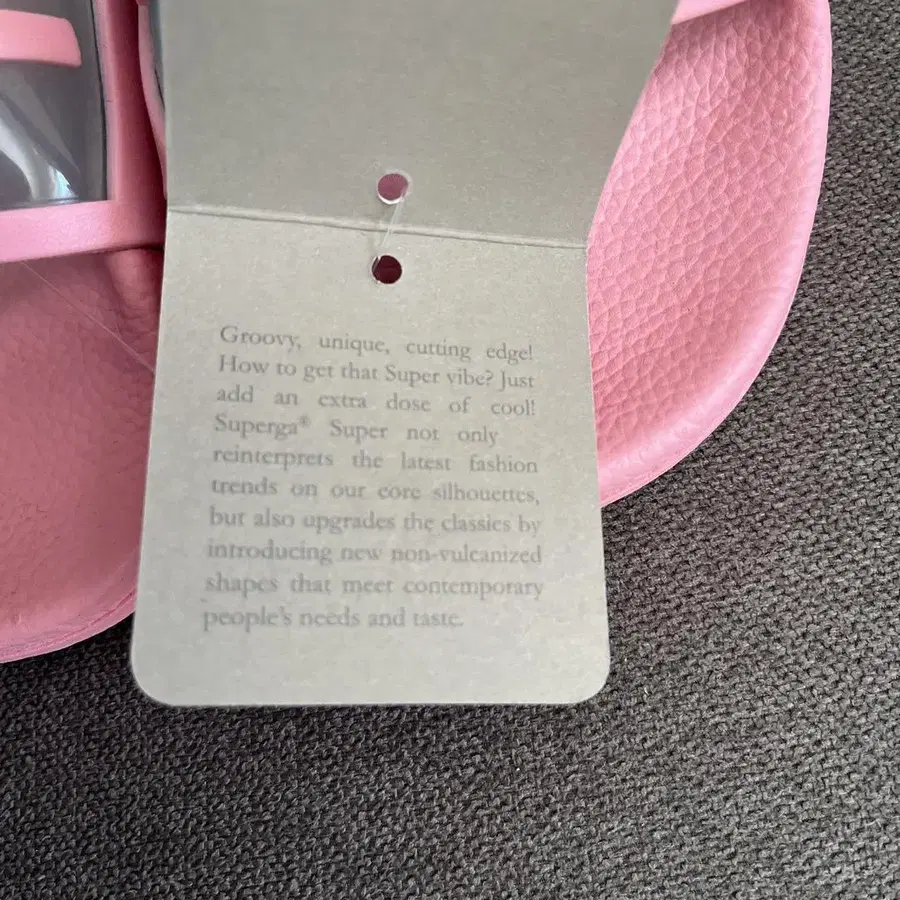 Groovy, unique, cutting edge!
How to get that Super vibe? Just
add an extra dose of cool!
Superga® Super not only
reinterprets the latest fashion
trends on our core silhouettes,
but also upgrades the classics by
introducing new non-vulcanized
shapes that meet contemporary
people's needs and taste.